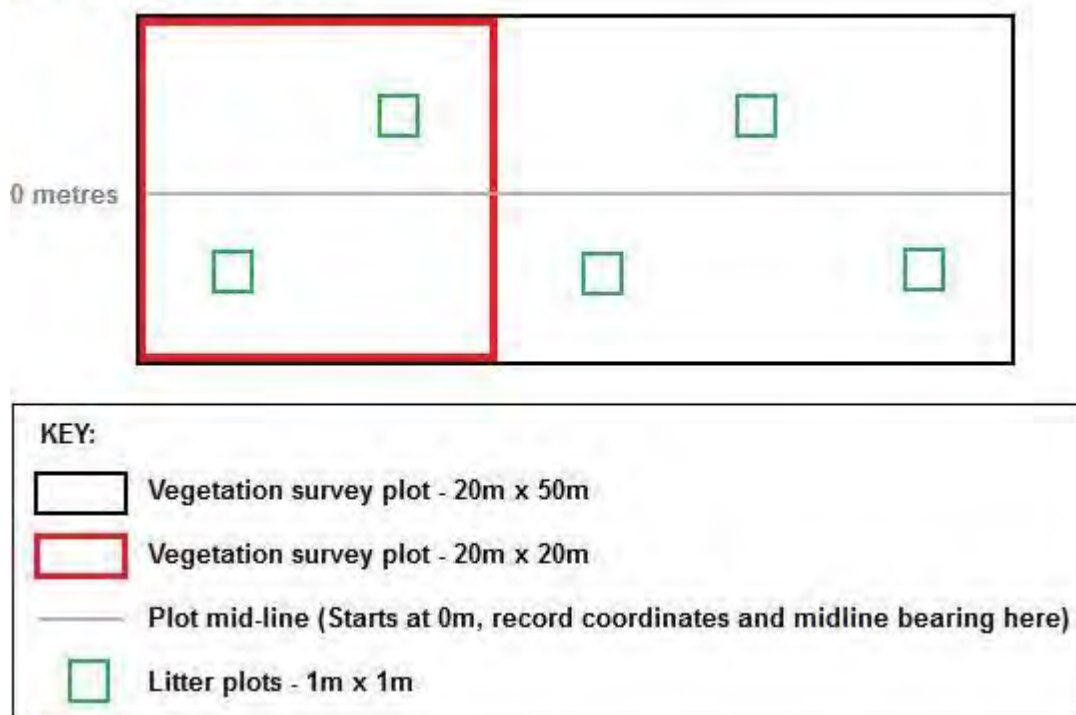 0 metres
KEY:
Vegetation survey plot - 20m x 50m
Vegetation survey plot - 20m x 20m
Plot mid-line (Starts at 0m, record coordinates and midline bearing here)
Litter plots - 1m x 1m